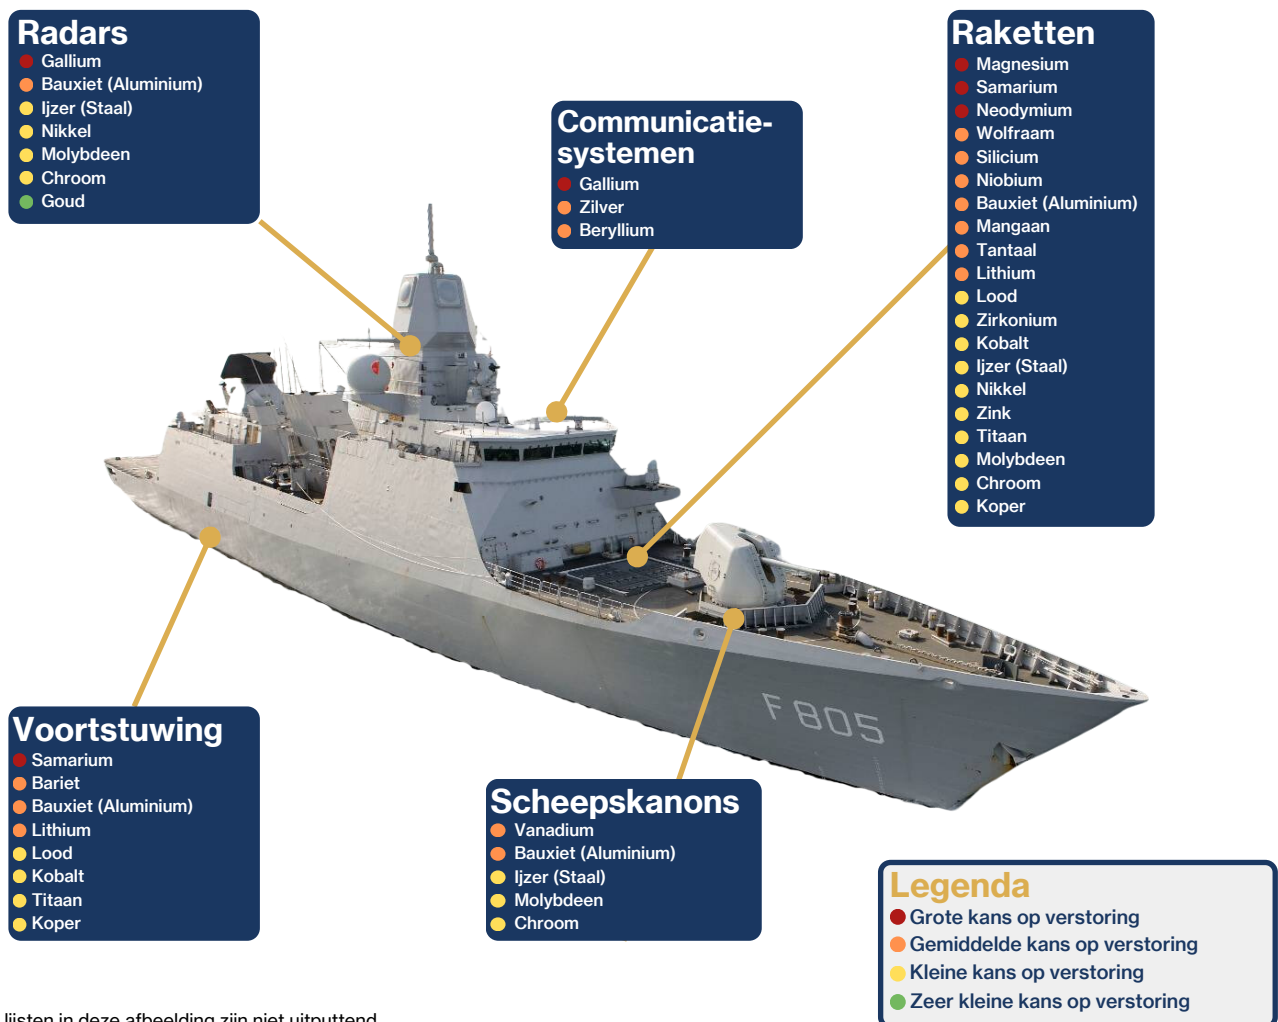 Radars
Gallium
Bauxiet (Aluminium)
Ijzer (Staal)
Nikkel
Molybdeen
Chroom
Goud
Communicatie-
systemen
Gallium
Zilver
Beryllium
Raketten
Magnesium
Samarium
Neodymium
Wolfraam
Silicium
Niobium
Bauxiet (Aluminium)
Mangaan
Tantaal
Lithium
Lood
Zirkonium
Kobalt
Ijzer (Staal)
Nikkel
Zink
Titaan
Molybdeen
Chroom
Koper
F805
Voortstuwing
Samarium
Bariet
Bauxiet (Aluminium)
Lithium
Lood
Kobalt
Titaan
Koper
Scheepskanons
Vanadium
Bauxiet (Aluminium)
Ijzer (Staal)
Molybdeen
Chroom
Legenda
Grote kans op verstoring
Gemiddelde kans op verstoring
Kleine kans op verstoring
Zeer kleine kans op verstoring
lijsten in deze afbeelding zijn niet uitputtend